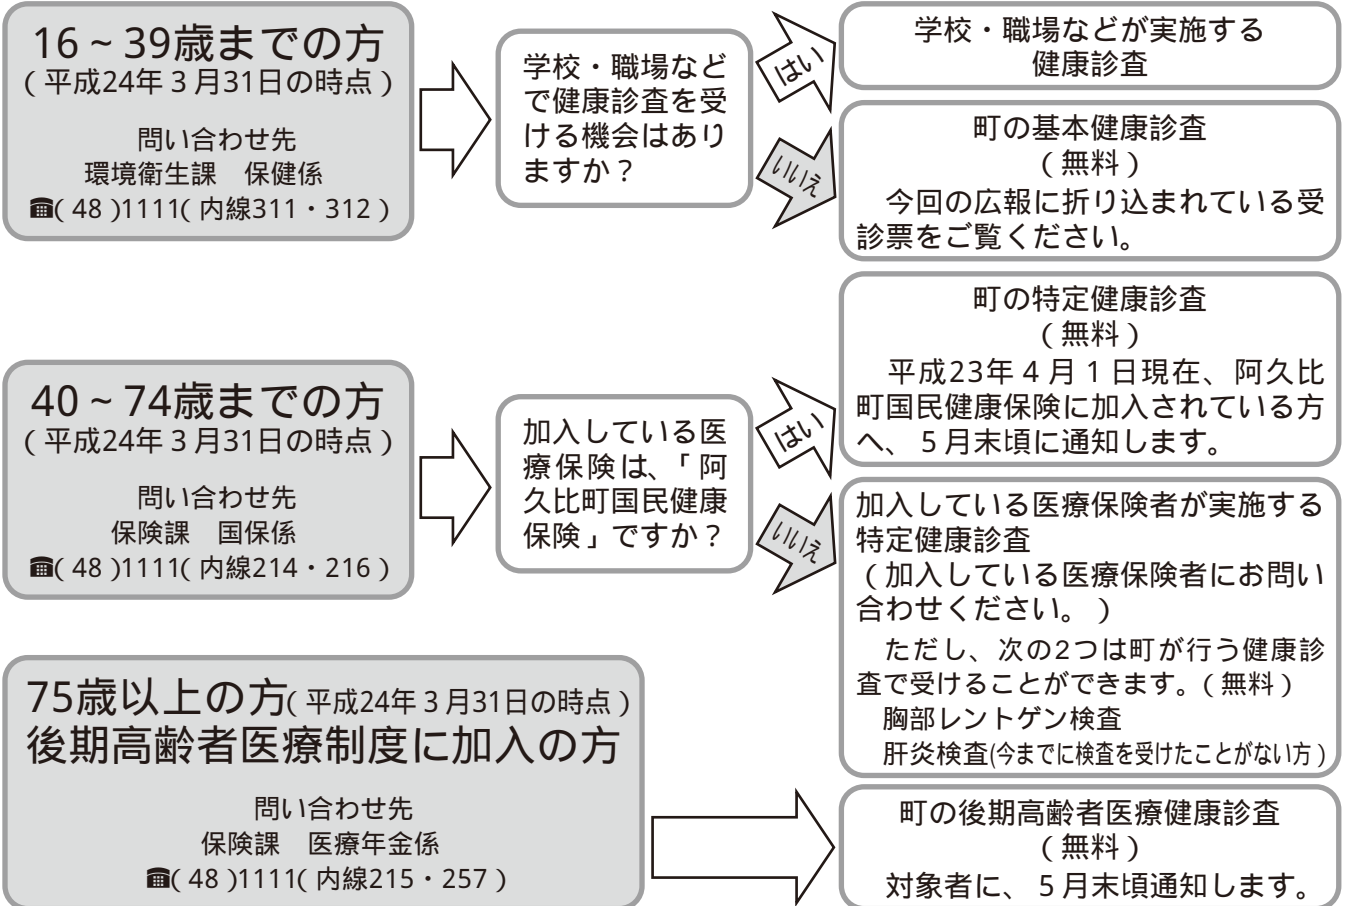 16～39歳までの方
（平成24年３月31日の時点）
問い合わせ先
環境衛生課　保健係
☎(48)1111(内線311・312)
学校・職場など
で健康診査を受
ける機会はあり
ますか？
はい
学校・職場などが実施する
健康診査
いいえ
町の基本健康診査
（無料）
今回の広報に折り込まれている受
診票をご覧ください。
40～74歳までの方
（平成24年３月31日の時点）
問い合わせ先
保険課　国保係
☎(48)1111(内線214・216)
加入している医
療保険は、「阿
久比町国民健康
保険」ですか？
はい
町の特定健康診査
（無料）
平成23年４月１日現在、阿久比
町国民健康保険に加入されている方
へ、５月末頃に通知します。
いいえ
加入している医療保険者が実施する
特定健康診査
（加入している医療保険者にお問い
合わせください。）
ただし、次の2つは町が行う健康診
査で受けることができます。（無料）
胸部レントゲン検査
肝炎検査(今までに検査を受けたことがない方)
75歳以上の方（平成24年３月31日の時点）
後期高齢者医療制度に加入の方
問い合わせ先
保険課　医療年金係
☎(48)1111(内線215・257)
町の後期高齢者医療健康診査
（無料）
対象者に、５月末頃通知します。